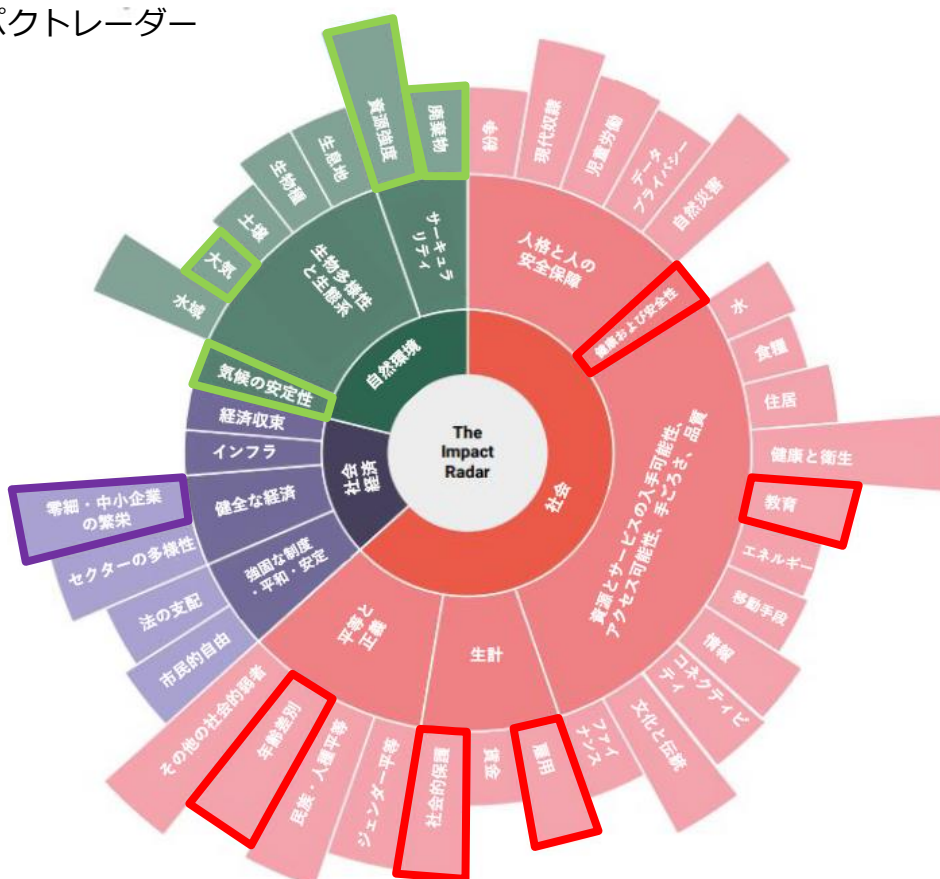 パクトレーダー
The
Impact
Radar
社会
人格と人の
安全保障
紛争
現代奴隷
児童労働
データ
プライバシー
自然災害
健康および安全性
資源とサービスの入手可能性、
アクセス可能性、手ごろさ、品質
水
食糧
住居
健康と衛生
教育
エネルギー
移動手段
情報
コネクティビ
ティ
文化と伝統
ファイ
ナンス
生計
雇用
賃金
社会的保護
平等と
正義
ジェンダー平等
民族・人種平等
年齢差別
その他の社会的弱者
社会
経済
強固な制度
・平和・安定
市民的自由
法の支配
健全な経済
セクターの多様性
零細・中小企業
の繁栄
インフラ
経済収束
自然環境
気候の安定性
生物多様性
と生態系
水域
大気
土壌
生物種
生息地
サーキュラ
リティ
資源強度
廃棄物